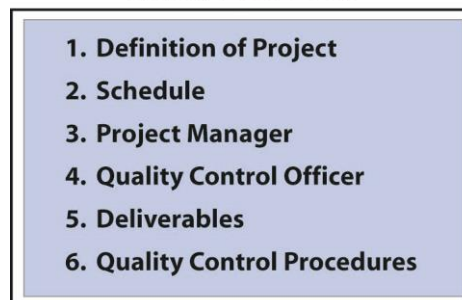 1. Definition of Project
2. Schedule
3. Project Manager
4. Quality Control Officer
5. Deliverables
6. Quality Control Procedures